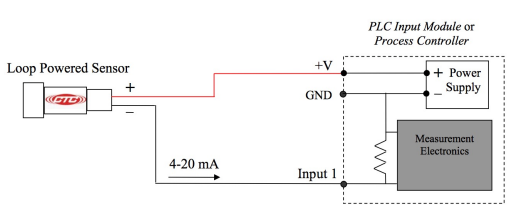 PLC Input Module or
Process Controller
Loop Powered Sensor
+V
+ Power
Supply
GND
−
CTC
+
−
Measurement
Electronics
4-20 mA
Input 1